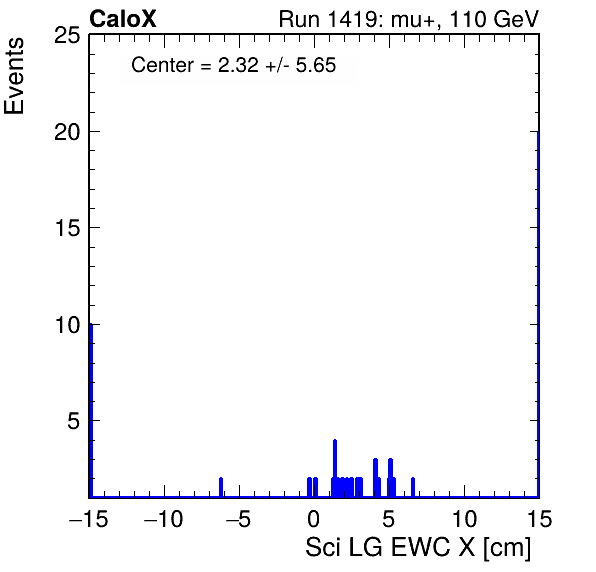 CaloX Run 1419: mu+, 110 GeV
Center = 2.32 +/- 5.65
Events
25
20
15
10
5
−15 −10 −5 0 5 10 15
Sci LG EWC X [cm]